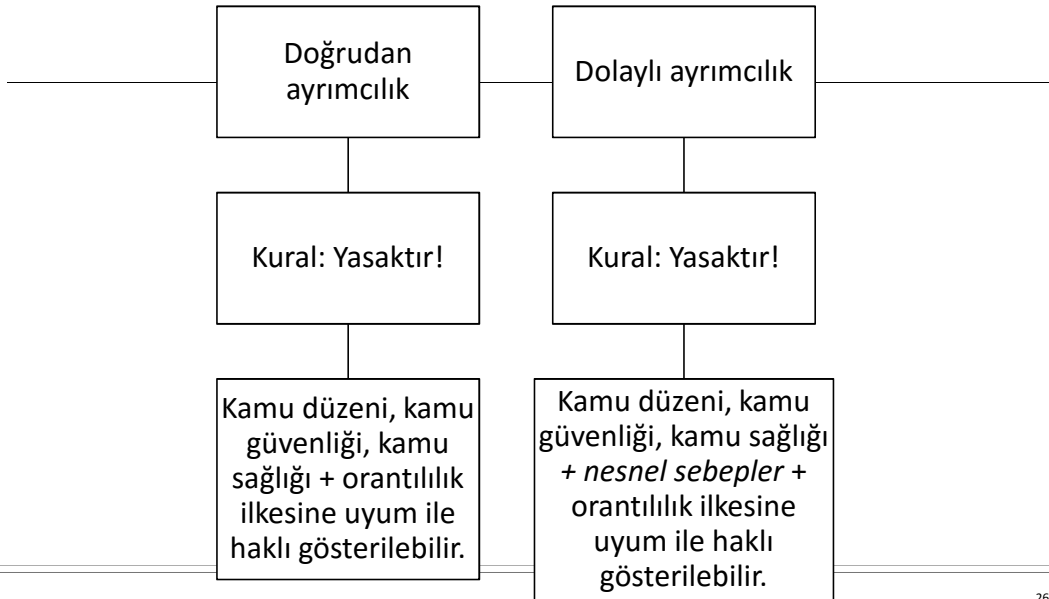 Doğrudan
ayrımcılık
Dolaylı ayrımcılık
Kural: Yasaktır!
Kural: Yasaktır!
Kamu düzeni, kamu
güvenliği, kamu
sağlığı + orantılılık
ilkesine uyum ile
haklı gösterilebilir.
Kamu düzeni, kamu
güvenliği, kamu sağlığı
+ nesnel sebepler +
orantılılık ilkesine
uyum ile haklı
gösterilebilir.
26